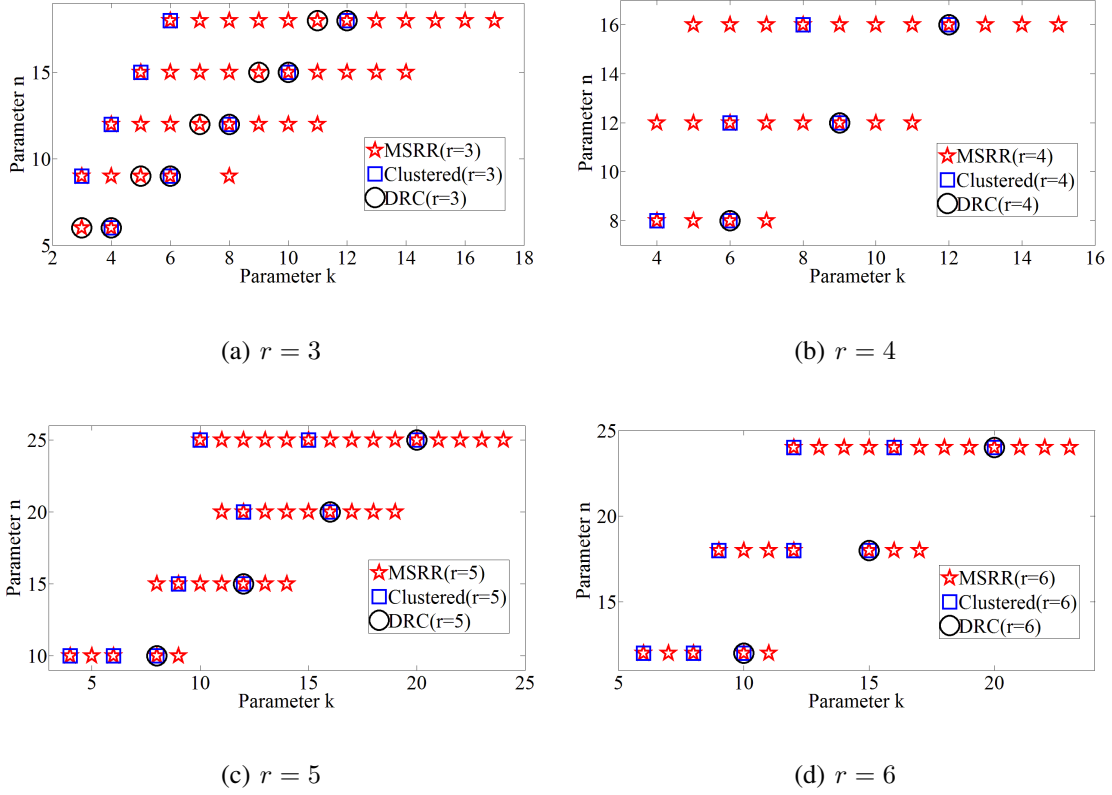 Parameter n
15
10
5
2
4
6
8
10
12
14
16
18
Parameter k
MSRR(r=3)
Clustered(r=3)
DRC(r=3)
(a) r = 3
Parameter n
16
14
12
10
8
4
6
8
10
12
14
16
Parameter k
MSRR(r=4)
Clustered(r=4)
DRC(r=4)
(b) r = 4
Parameter n
25
20
15
10
5
10
15
20
25
Parameter k
MSRR(r=5)
Clustered(r=5)
DRC(r=5)
(c) r = 5
Parameter n
25
20
15
5
10
15
20
Parameter k
MSRR(r=6)
Clustered(r=6)
DRC(r=6)
(d) r = 6